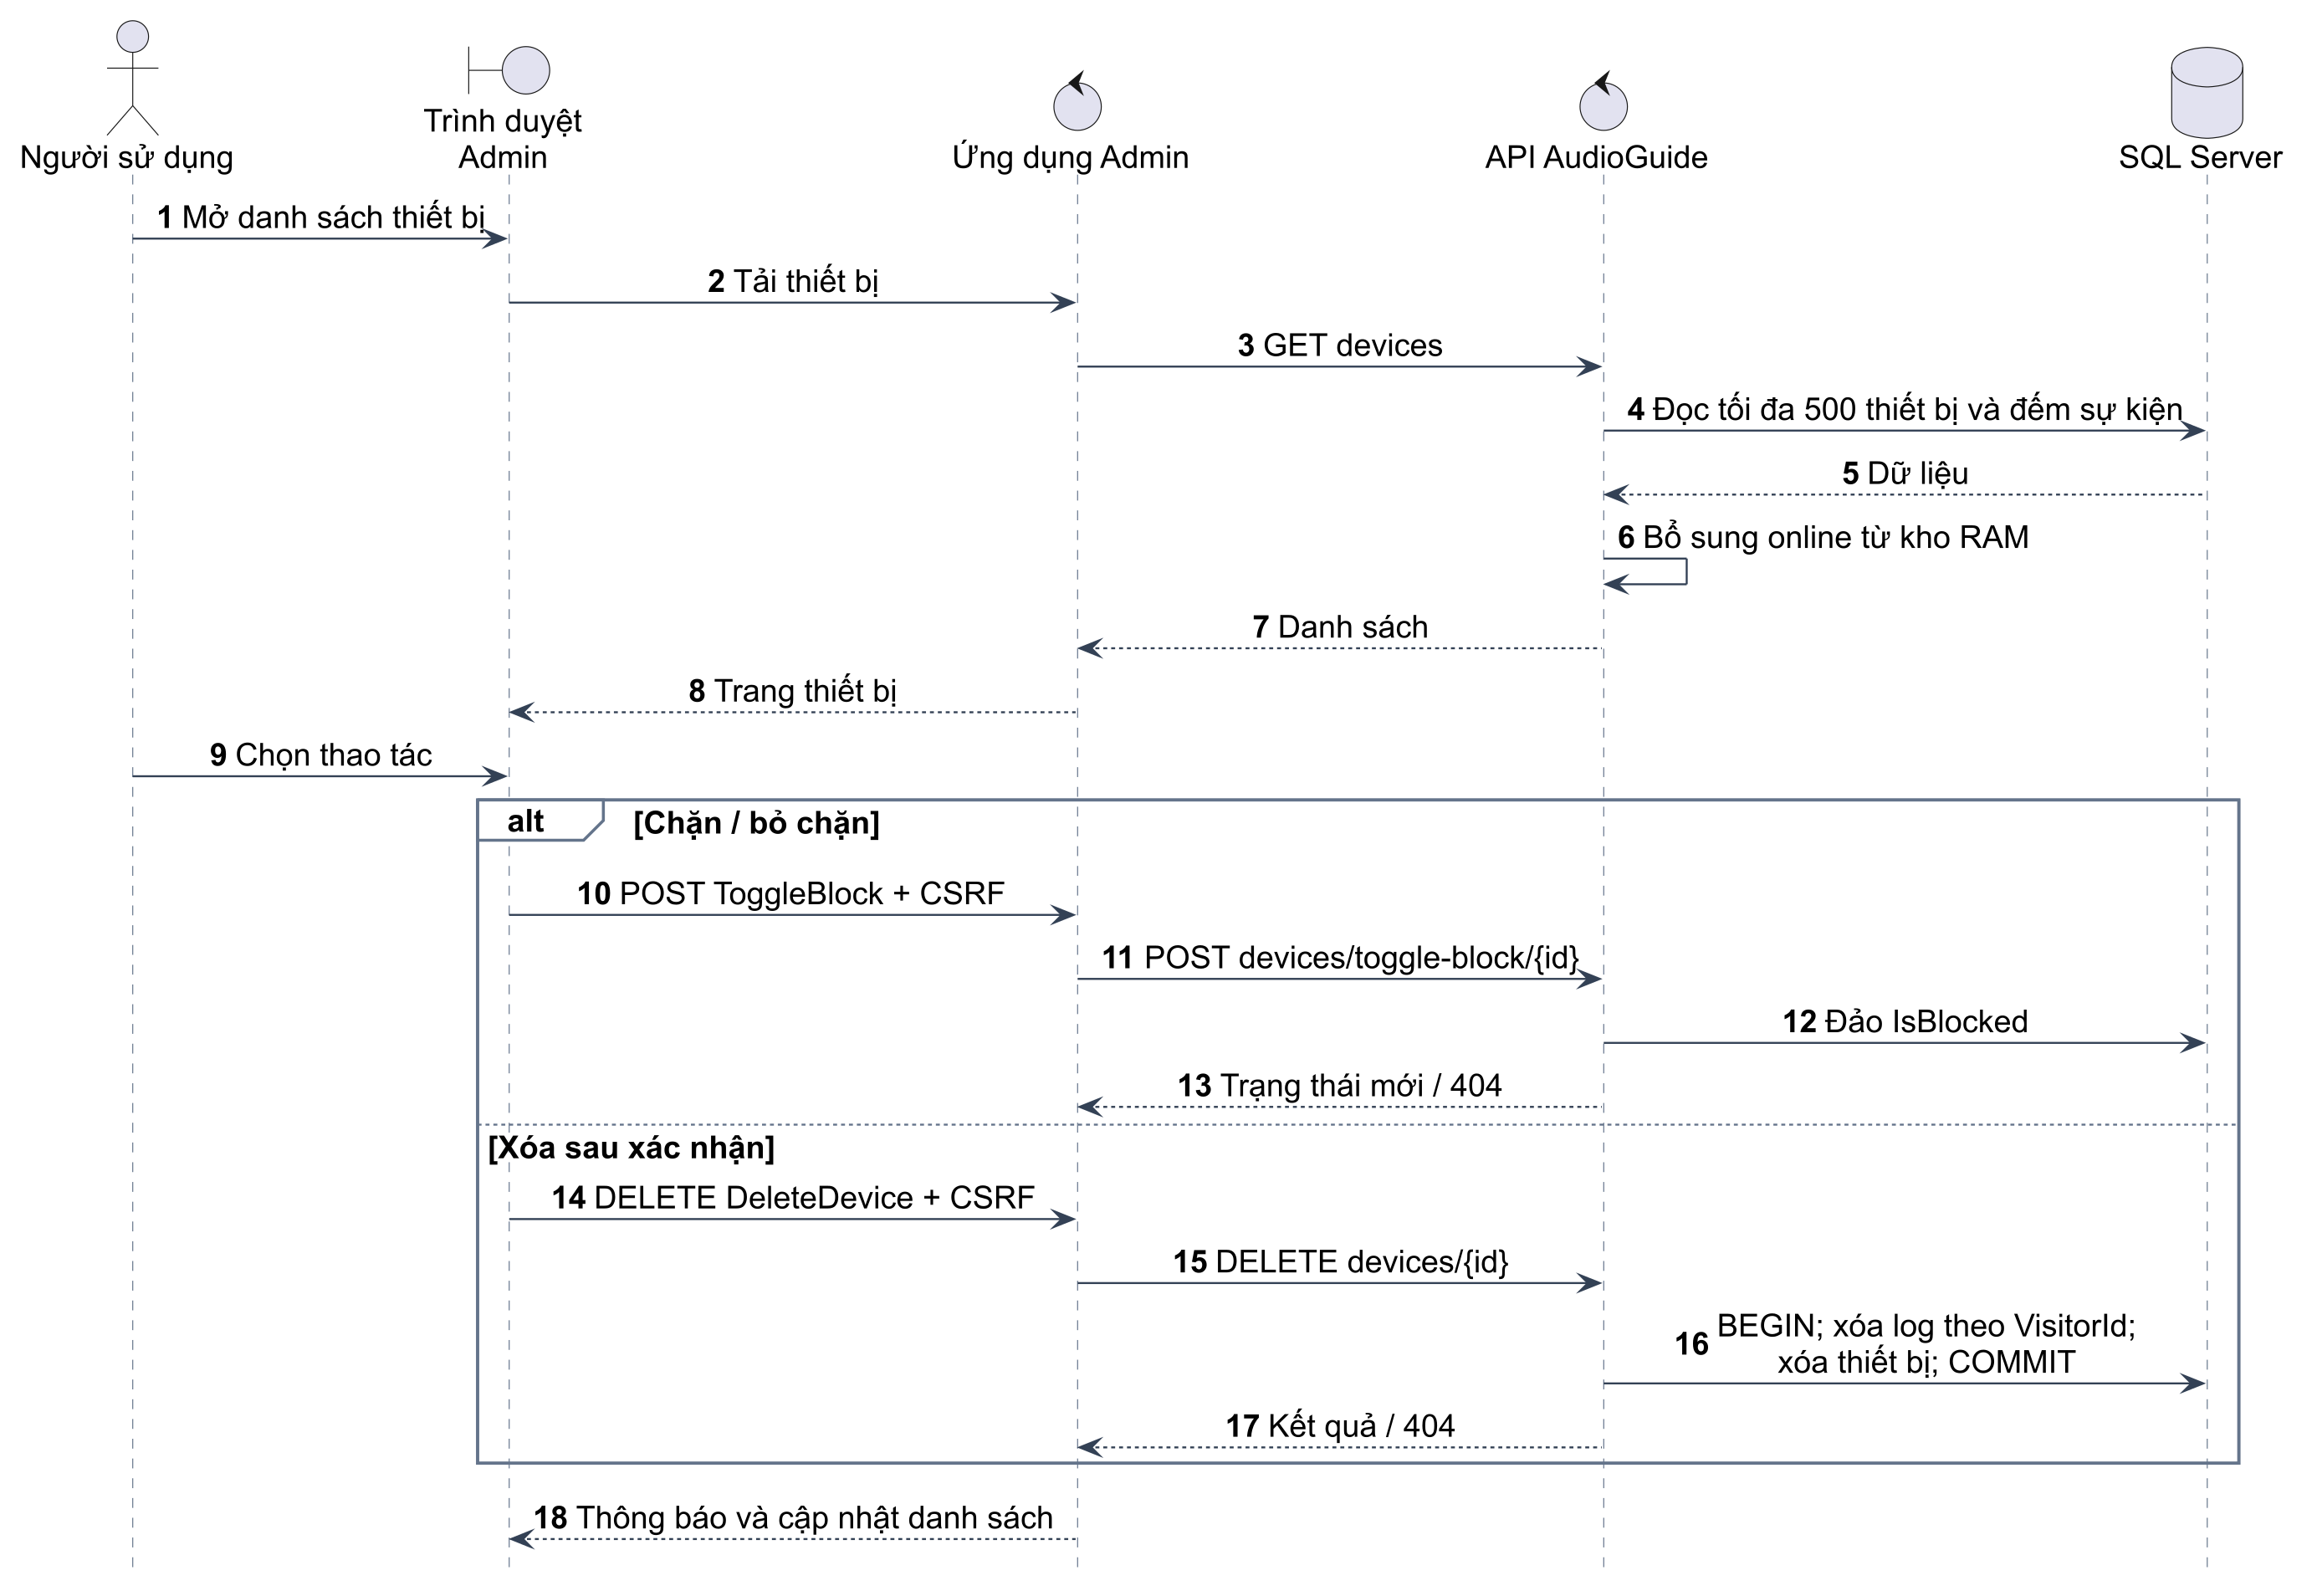 Người sử dụng
Trình duyệt
Admin
Ứng dụng Admin
API AudioGuide
SQL Server
1 Mở danh sách thiết bị
2 Tải thiết bị
3 GET devices
4 Đọc tối đa 500 thiết bị và đếm sự kiện
5 Dữ liệu
6 Bổ sung online từ kho RAM
7 Danh sách
8 Trang thiết bị
9 Chọn thao tác
alt [Chặn / bỏ chặn]
10 POST ToggleBlock + CSRF
11 POST devices/toggle-block/{id}
12 Đảo IsBlocked
13 Trạng thái mới / 404
[Xóa sau xác nhận]
14 DELETE DeleteDevice + CSRF
15 DELETE devices/{id}
16 BEGIN; xóa log theo VisitorId;
xóa thiết bị; COMMIT
17 Kết quả / 404
18 Thông báo và cập nhật danh sách